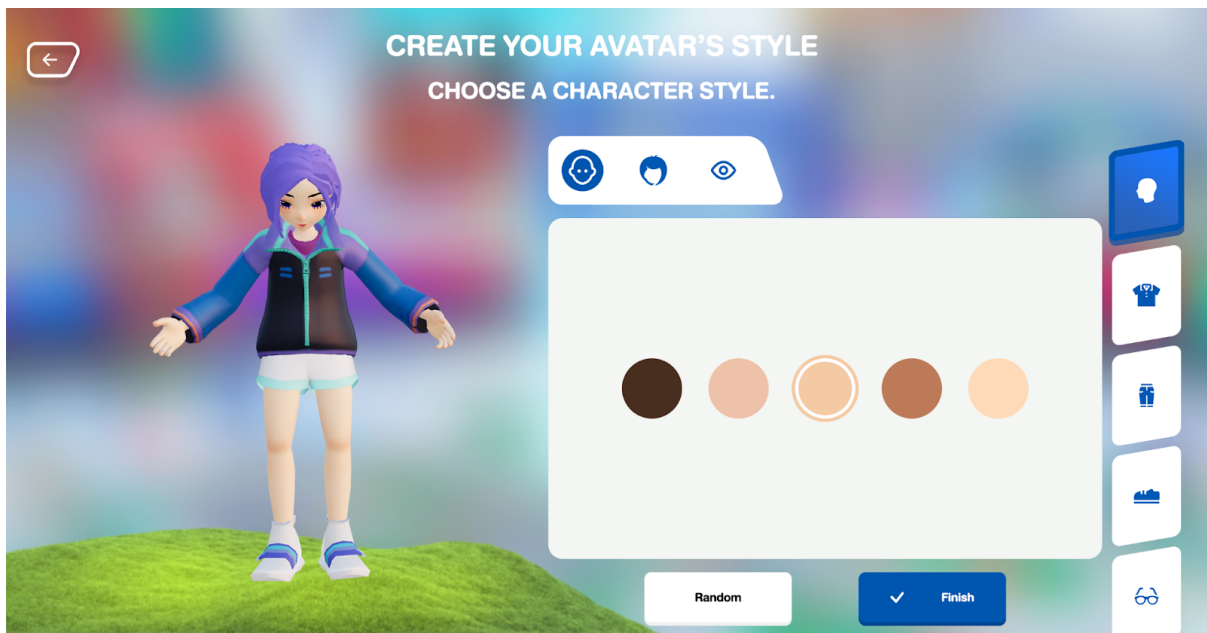 CREATE YOUR AVATAR'S STYLE
CHOOSE A CHARACTER STYLE.
Random
Finish